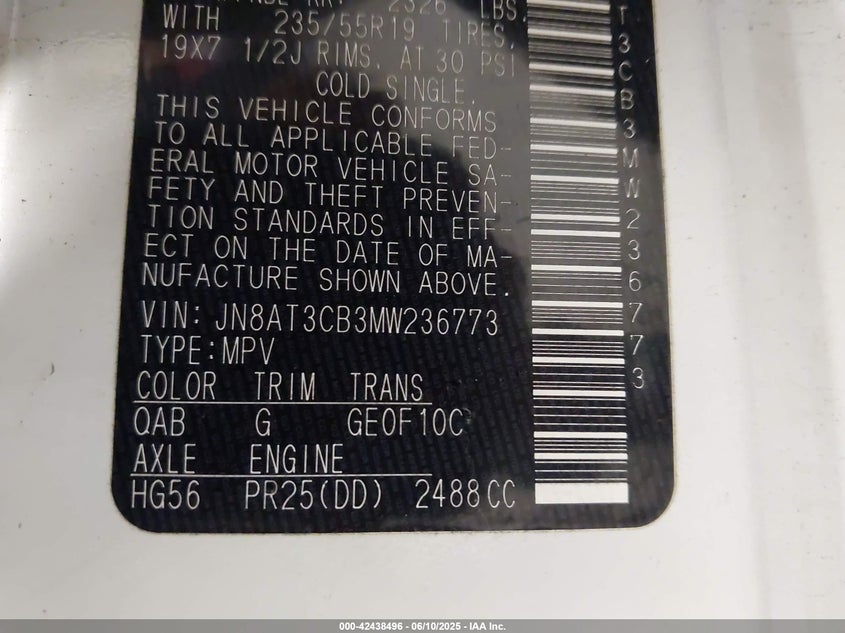 2326 LBS.
WITH 235/55R19 TIRES,
19X7 1/2J RIMS, AT 30 PSI
COLD SINGLE.
THIS VEHICLE CONFORMS
TO ALL APPLICABLE FED-
ERAL MOTOR VEHICLE SA-
FETY AND THEFT PREVEN-
TION STANDARDS IN EFF-
ECT ON THE DATE OF MA-
NUFACTURE SHOWN ABOVE.
VIN: JN8AT3CB3MW236773
TYPE:MPV
COLOR TRIM TRANS
QAB G GE0F10C
AXLE ENGINE
HG56 PR25(DD) 2488CC
T3CB3MW236773
000-42438496 - 06/10/2025 - IAA Inc.